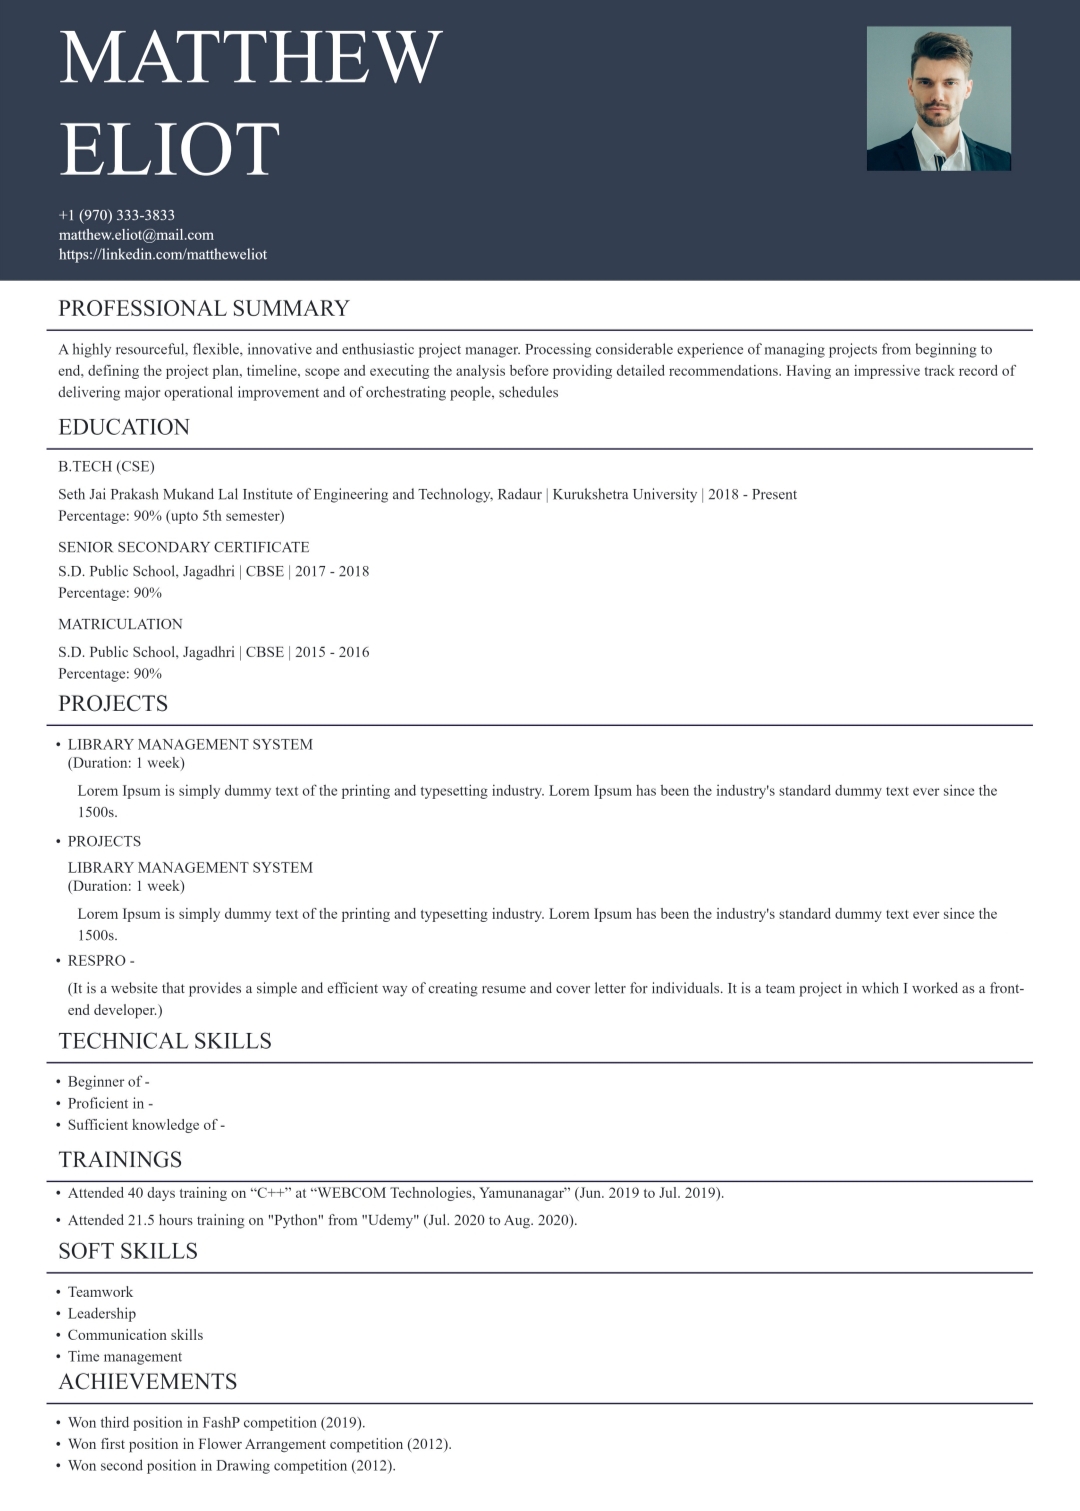 MATTHEW
ELIOT
+1 (970) 333-3833
matthew.eliot@mail.com
https://linkedin.com/mattheweliot
PROFESSIONAL SUMMARY
A highly resourceful, flexible, innovative and enthusiastic project manager. Processing considerable experience of managing projects from beginning to
end, defining the project plan, timeline, scope and executing the analysis before providing detailed recommendations. Having an impressive track record of
delivering major operational improvement and of orchestrating people, schedules
EDUCATION
B.TECH (CSE)
Seth Jai Prakash Mukand Lal Institute of Engineering and Technology, Radaur | Kurukshetra University | 2018 - Present
Percentage: 90% (upto 5th semester)
SENIOR SECONDARY CERTIFICATE
S.D. Public School, Jagadhri | CBSE | 2017 - 2018
Percentage: 90%
MATRICULATION
S.D. Public School, Jagadhri | CBSE | 2015 - 2016
Percentage: 90%
PROJECTS
• LIBRARY MANAGEMENT SYSTEM
(Duration: 1 week)
Lorem Ipsum is simply dummy text of the printing and typesetting industry. Lorem Ipsum has been the industry's standard dummy text ever since the
1500s.
• PROJECTS
LIBRARY MANAGEMENT SYSTEM
(Duration: 1 week)
Lorem Ipsum is simply dummy text of the printing and typesetting industry. Lorem Ipsum has been the industry's standard dummy text ever since the
1500s.
• RESPRO -
(It is a website that provides a simple and efficient way of creating resume and cover letter for individuals. It is a team project in which I worked as a front-
end developer.)
TECHNICAL SKILLS
• Beginner of -
• Proficient in -
• Sufficient knowledge of -
TRAININGS
• Attended 40 days training on “C++” at “WEBCOM Technologies, Yamunanagar” (Jun. 2019 to Jul. 2019).
• Attended 21.5 hours training on "Python" from "Udemy" (Jul. 2020 to Aug. 2020).
SOFT SKILLS
• Teamwork
• Leadership
• Communication skills
• Time management
ACHIEVEMENTS
• Won third position in FashP competition (2019).
• Won first position in Flower Arrangement competition (2012).
• Won second position in Drawing competition (2012).